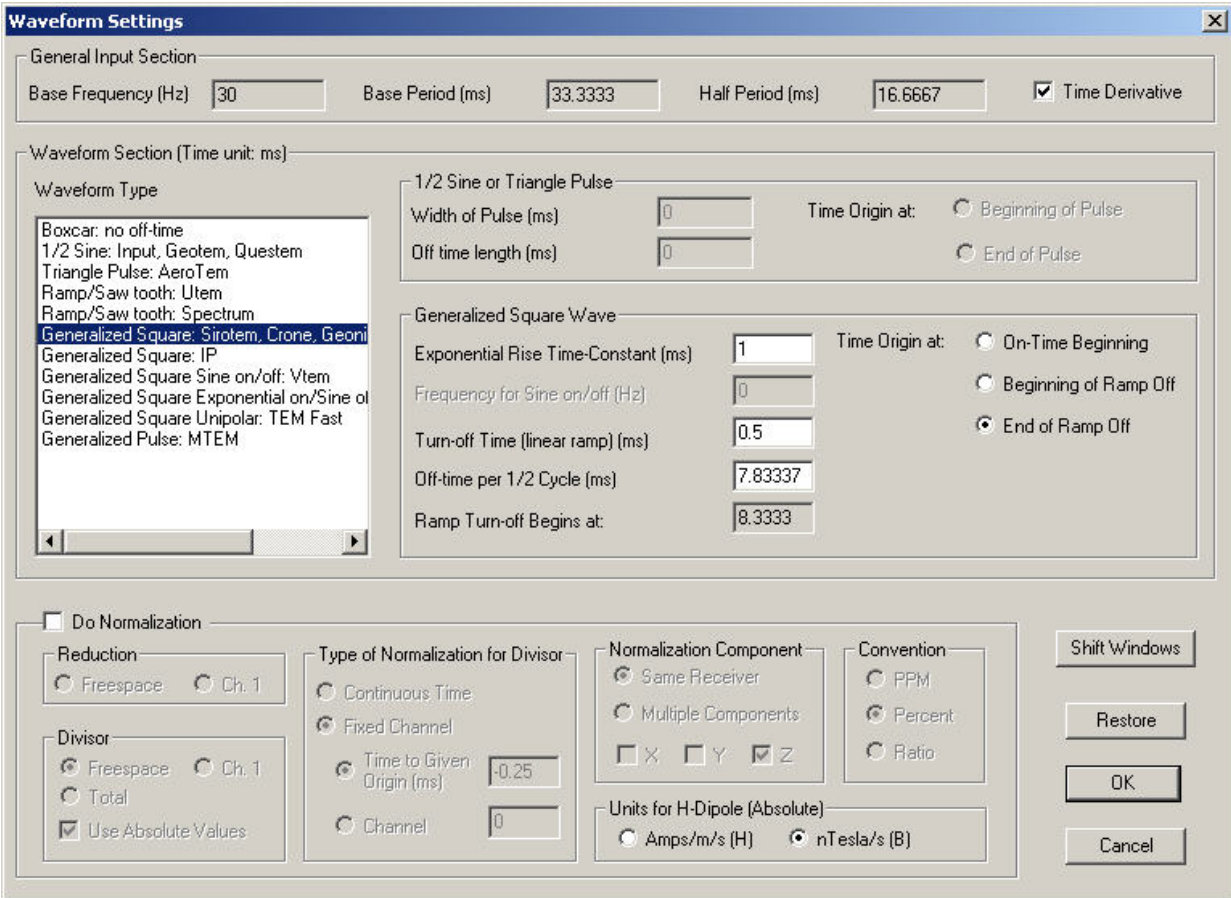 Waveform Settings
General Input Section
Base Frequency (Hz) 30 Base Period (ms) 33.3333 Half Period (ms) 16.6667 Time Derivative
Waveform Section (Time unit: ms)
Waveform Type
Boxcar: no off-time
1/2 Sine: Input, Geotem, Questem
Triangle Pulse: AeroTem
Ramp/Saw tooth: Utem
Ramp/Saw tooth: Spectrum
Generalized Square: Sirotem, Crone, Geoni
Generalized Square: IP
Generalized Square Sine on/off: Vtem
Generalized Square Exponential on/Sine of
Generalized Square Unipolar: TEM Fast
Generalized Pulse: MTEM
1/2 Sine or Triangle Pulse
Width of Pulse (ms) 0 Time Origin at: Beginning of Pulse
Off time length (ms) 0 End of Pulse
Generalized Square Wave
Exponential Rise Time-Constant (ms) 1 Time Origin at: On-Time Beginning
Frequency for Sine on/off (Hz) 0 Beginning of Ramp Off
Turn-off Time (linear ramp) (ms) 0.5 End of Ramp Off
Off-time per 1/2 Cycle (ms) 7.83337
Ramp Turn-off Begins at: 8.3333
Do Normalization
Reduction
Freespace Ch. 1
Divisor
Freespace Ch. 1
Total
Use Absolute Values
Type of Normalization for Divisor
Continuous Time
Fixed Channel
Time to Given
Origin (ms) -0.25
Channel 0
Normalization Component
Same Receiver
Multiple Components
X Y Z
Convention
PPM
Percent
Ratio
Units for H-Dipole (Absolute)
Amps/m/s (H) nTesla/s (B)
Shift Windows
Restore
OK
Cancel